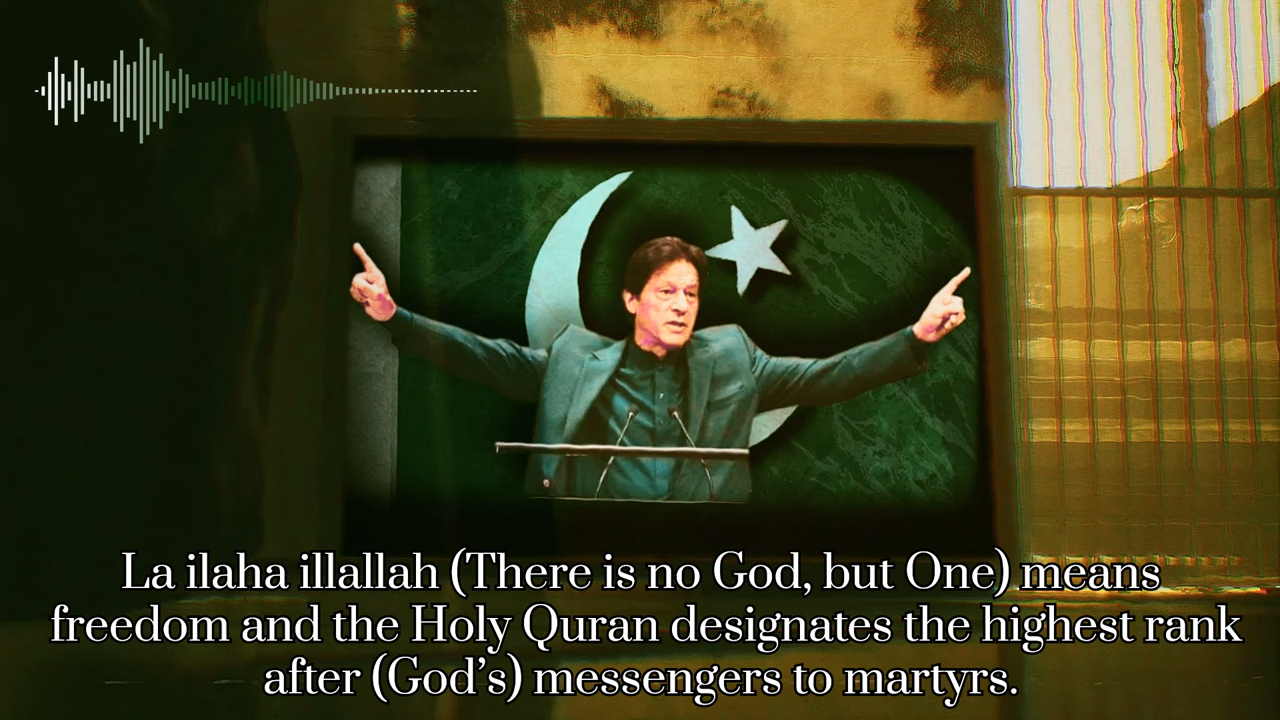 La ilaha illallah (There is no God, but One) means
freedom and the Holy Quran designates the highest rank
after (God’s) messengers to martyrs.